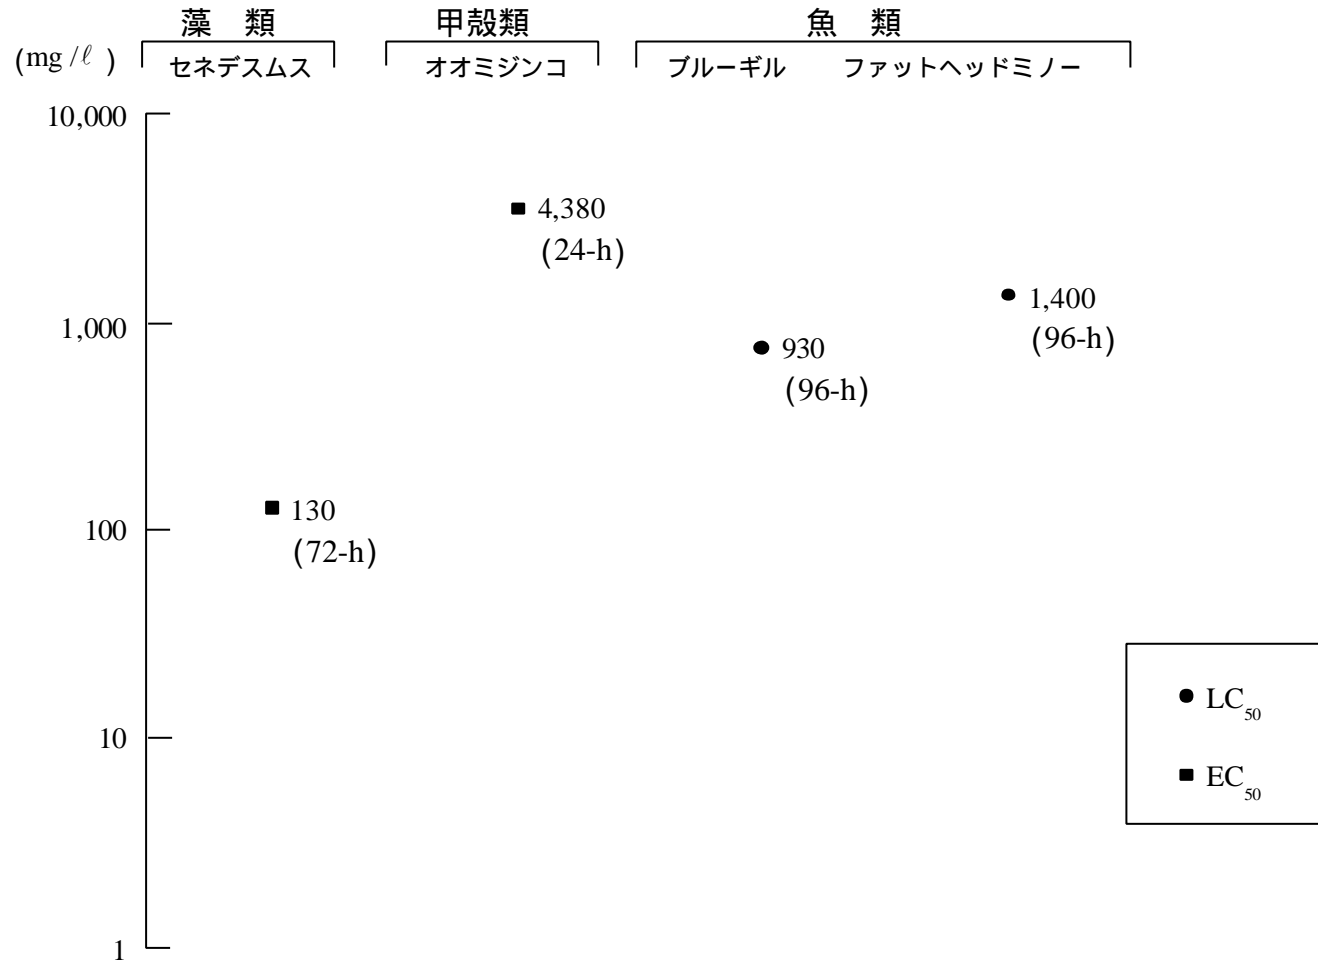 藻 類 甲殻類 魚 類
(mg/ℓ) セネデスムス オオミジンコ ブルーギル ファットヘッドミノー
10,000
4,380
(24-h)
1,400
1,000
(96-h)
930
(96-h)
130
100
(72-h)
LC50
10
EC50
1